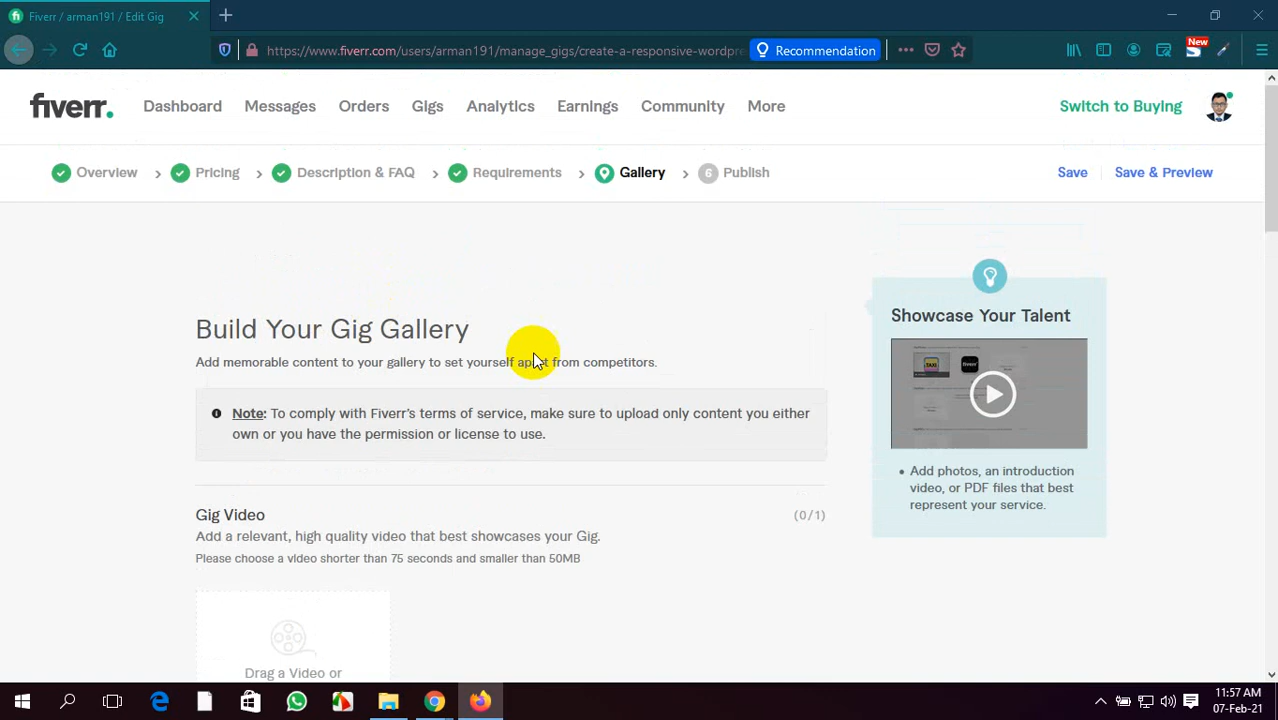 Fiverr / arman191 / Edit Gig
https://www.fiverr.com/users/arman191/manage_gigs/create-a-responsive-wordpre
Recommendation
New
fiverr.
Dashboard
Messages
Orders
Gigs
Analytics
Earnings
Community
More
Switch to Buying
Overview
Pricing
Description & FAQ
Requirements
Gallery
6 Publish
Save
Save & Preview
Build Your Gig Gallery
Add memorable content to your gallery to set yourself apart from competitors.
Note: To comply with Fiverr's terms of service, make sure to upload only content you either
own or you have the permission or license to use.
Gig Video
(0/1)
Add a relevant, high quality video that best showcases your Gig.
Please choose a video shorter than 75 seconds and smaller than 50MB
Drag a Video or
Showcase Your Talent
TAXI
fiverr
• Add photos, an introduction
video, or PDF files that best
represent your service.
11:57 AM
07-Feb-21